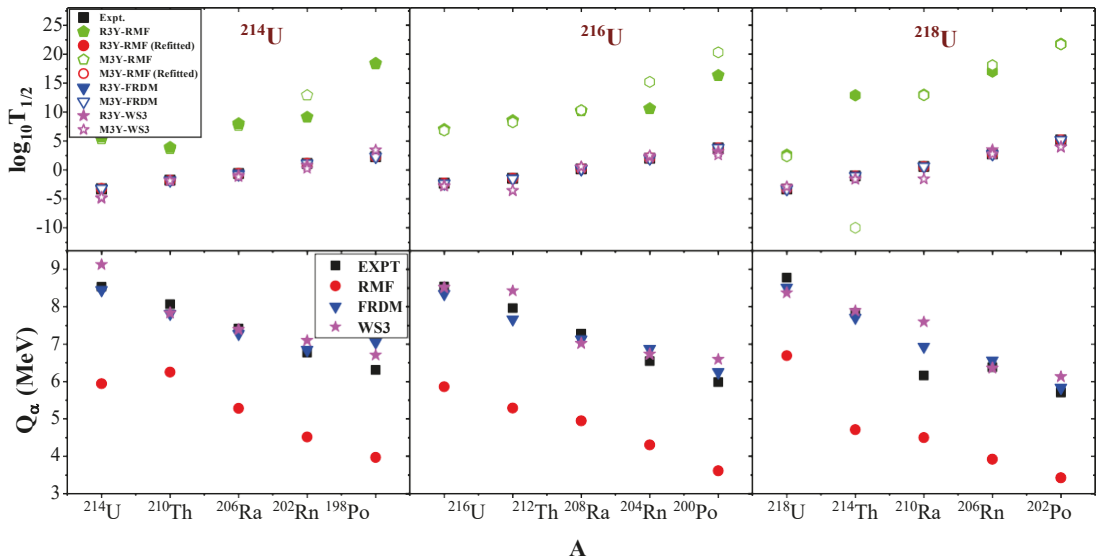 Expt.
R3Y-RMF
R3Y-RMF (Refitted)
M3Y-RMF
M3Y-RMF (Refitted)
R3Y-FRDM
M3Y-FRDM
R3Y-WS3
M3Y-WS3
²¹⁴U
²¹⁶U
²¹⁸U
log₁₀T₁/₂
25
20
15
10
5
0
-5
-10
EXPT
RMF
FRDM
WS3
Qα (MeV)
9
8
7
6
5
4
3
²¹⁴U ²¹⁰Th ²⁰⁶Ra ²⁰²Rn ¹⁹⁸Po
²¹⁶U ²¹²Th ²⁰⁸Ra ²⁰⁴Rn ²⁰⁰Po
²¹⁸U ²¹⁴Th ²¹⁰Ra ²⁰⁶Rn ²⁰²Po
A